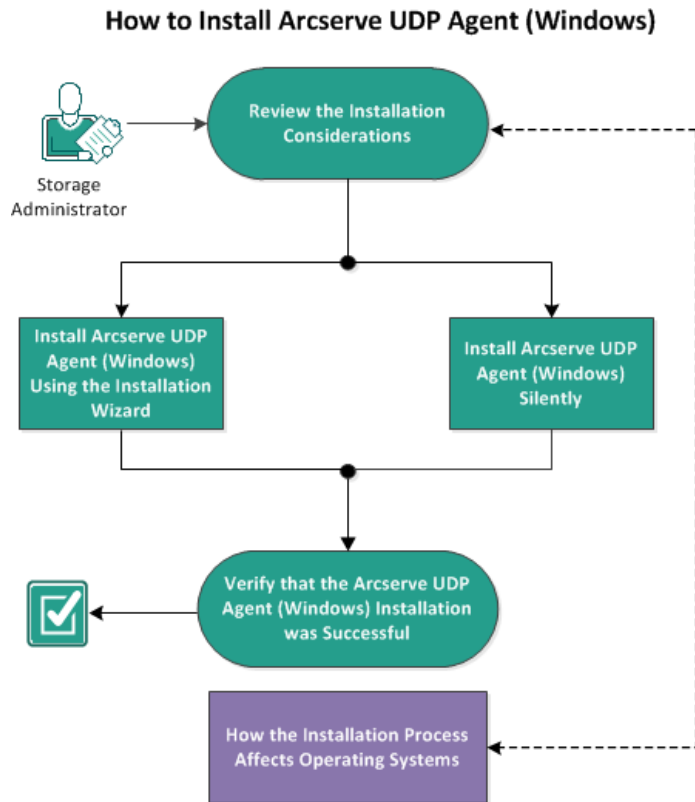 How to Install Arcserve UDP Agent (Windows)
Review the Installation
Considerations
Storage
Administrator
Install Arcserve UDP
Agent (Windows)
Using the Installation
Wizard
Install Arcserve UDP
Agent (Windows)
Silently
Verify that the Arcserve UDP
Agent (Windows) Installation
was Successful
How the Installation Process
Affects Operating Systems